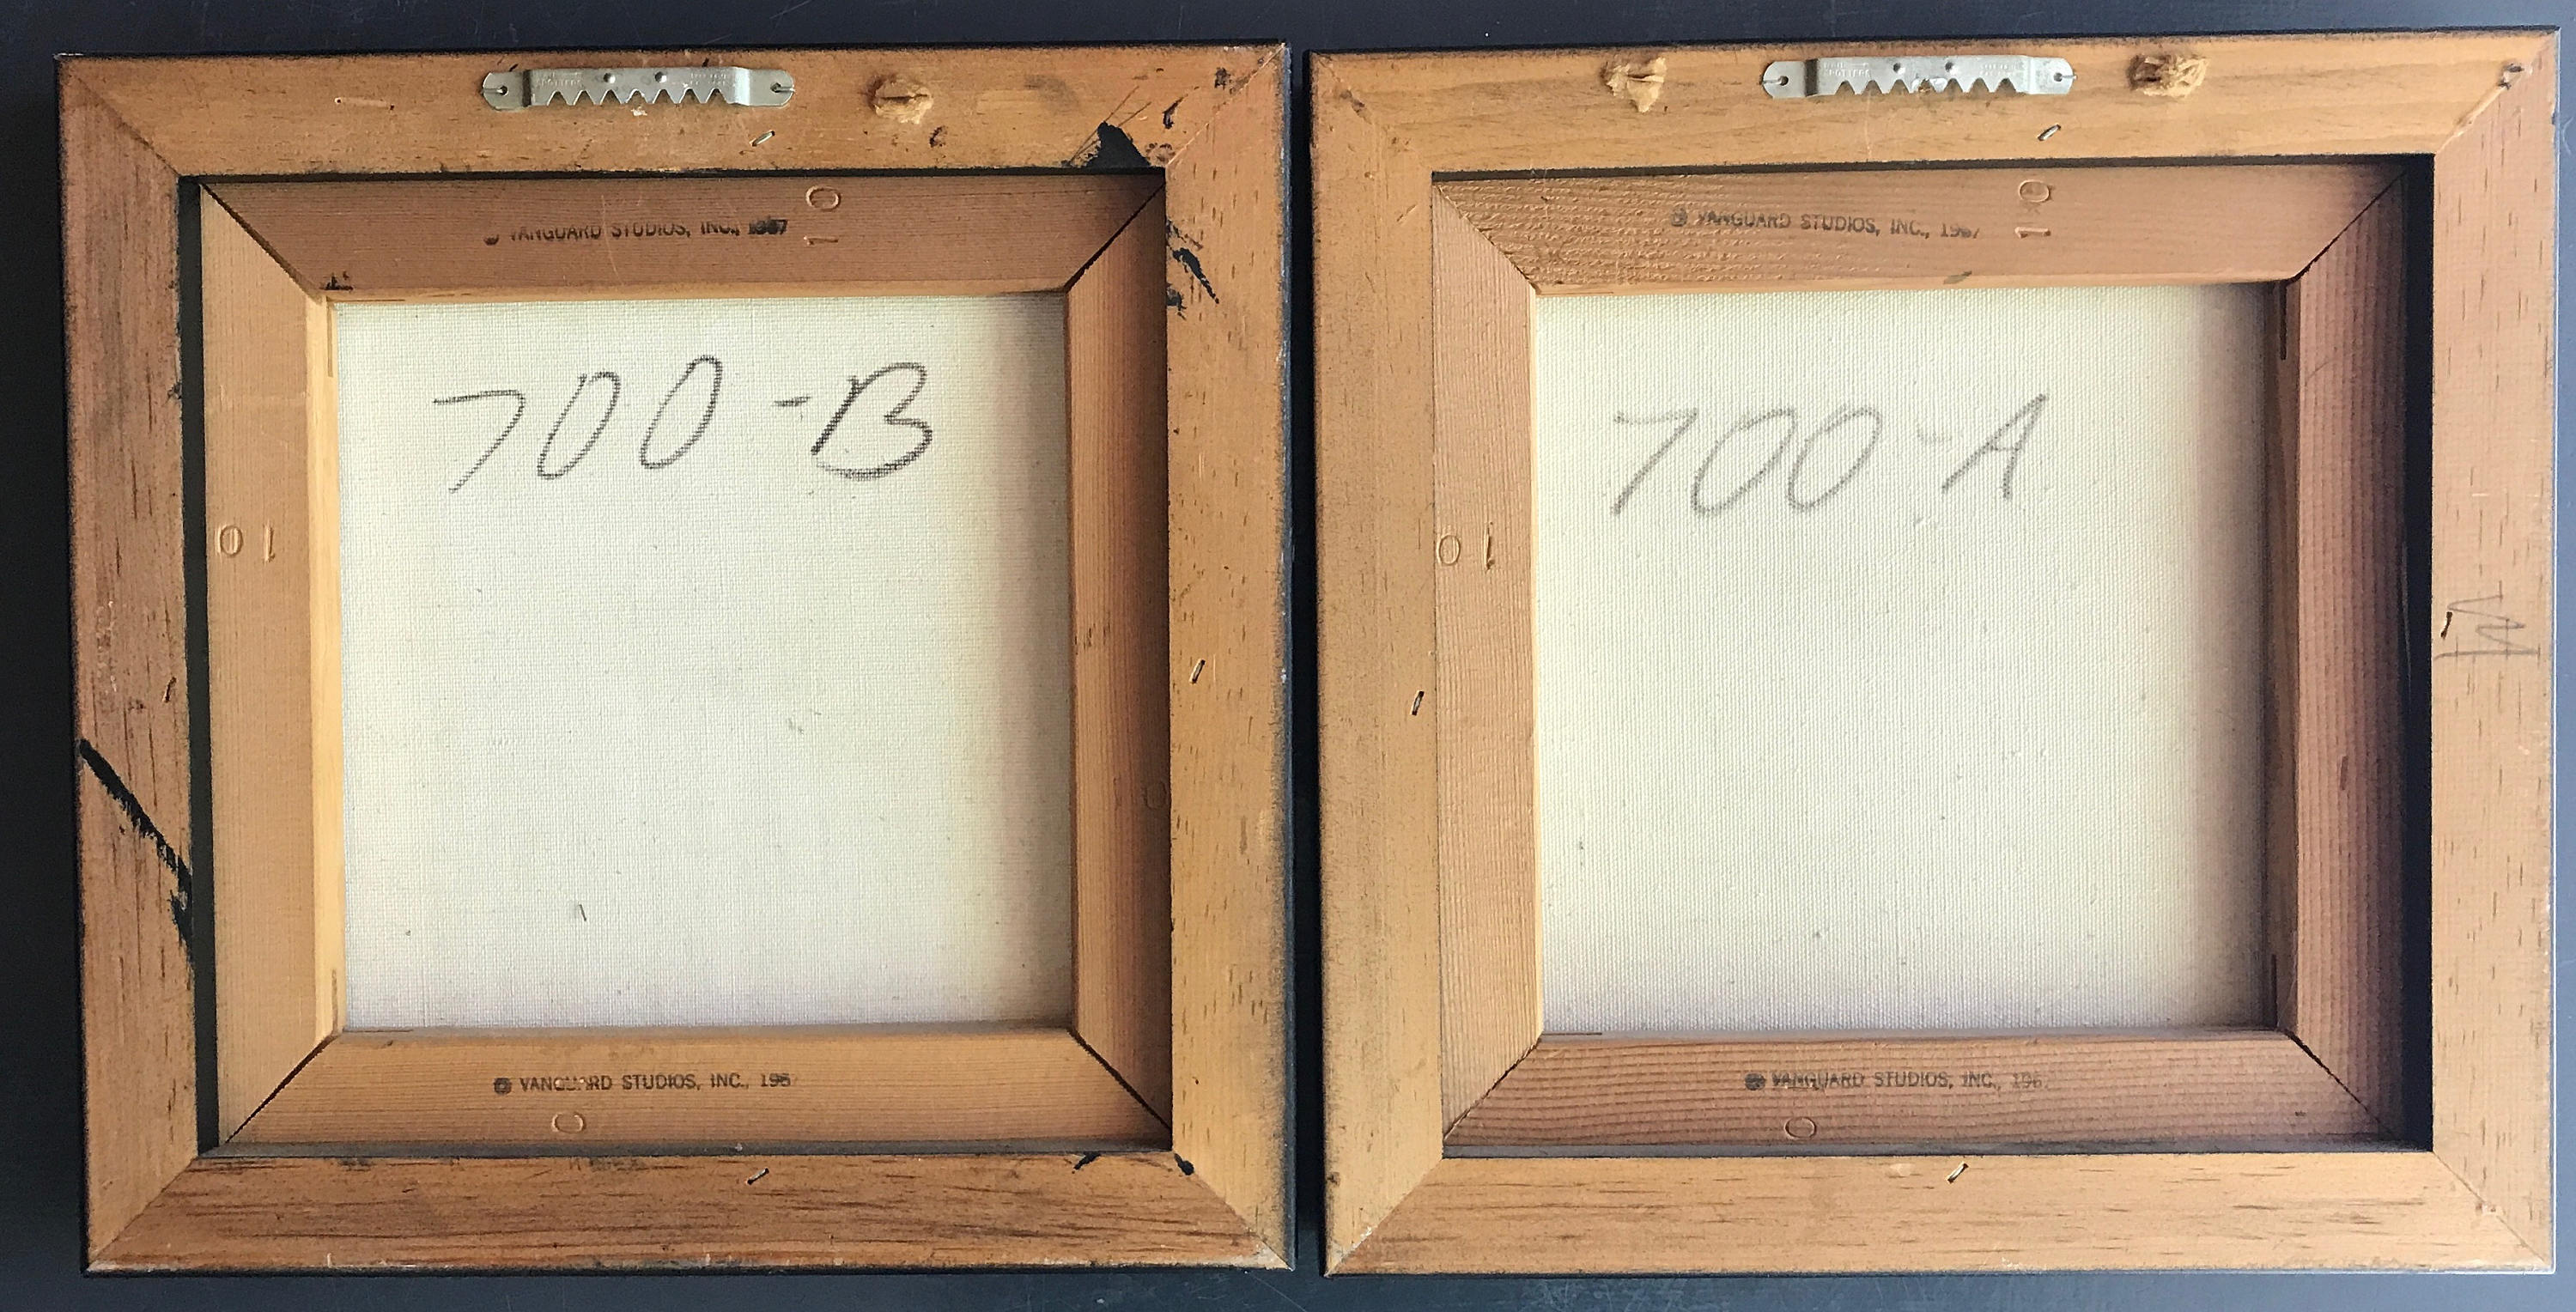 10
© VANGUARD STUDIOS, INC., 1967
700-B
10
© VANGUARD STUDIOS, INC., 196
10
© VANGUARD STUDIOS, INC., 1967
700-A
10
© VANGUARD STUDIOS, INC., 196